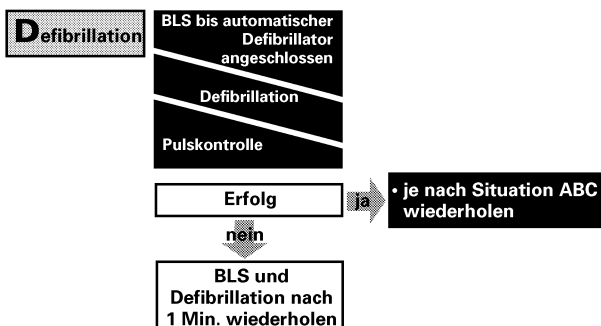 Defibrillation
BLS bis automatischer
Defibrillator
angeschlossen
Defibrillation
Pulskontrolle
Erfolg
ja
• je nach Situation ABC
wiederholen
nein
BLS und
Defibrillation nach
1 Min. wiederholen